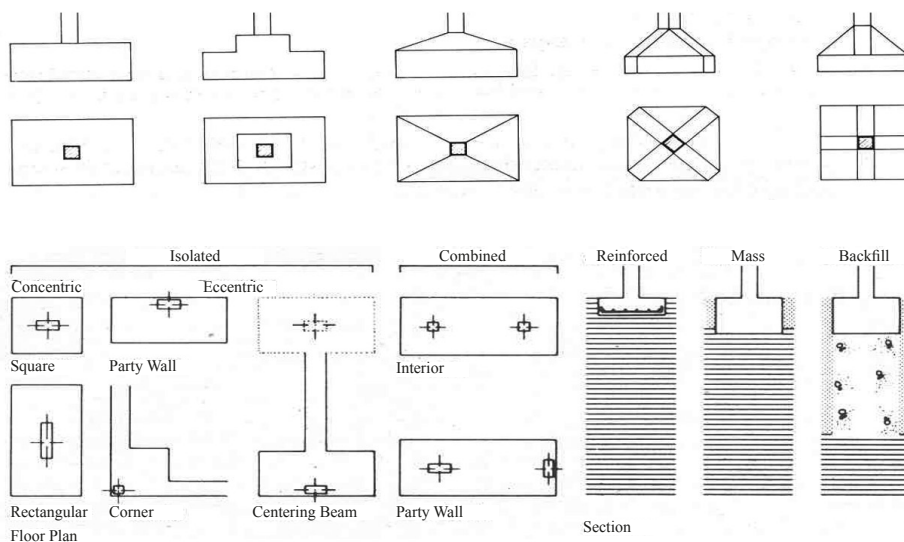 Isolated
Combined
Reinforced
Mass
Backfill
Concentric
Eccentric
Square
Party Wall
Interior
Rectangular
Corner
Centering Beam
Party Wall
Section
Floor Plan